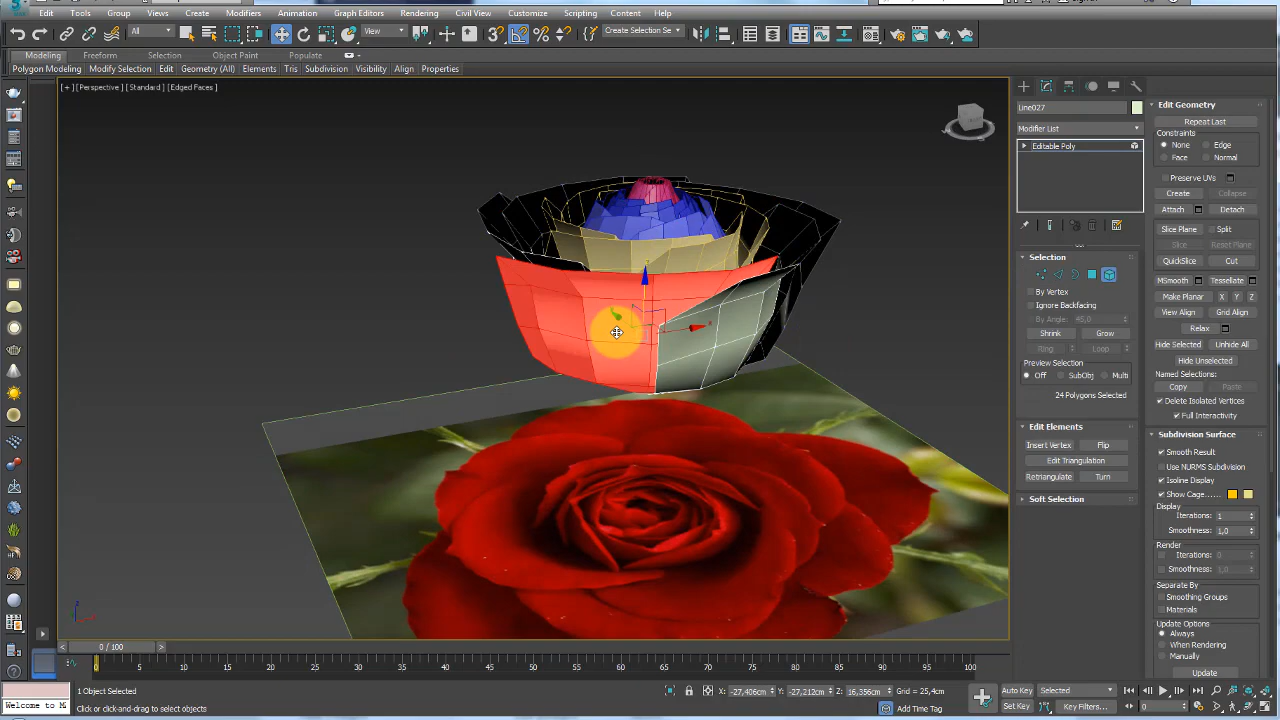 Edit Tools Group Views Create Modifiers Animation Graph Editors Rendering Civil View Customize Scripting Content Help
All View Create Selection Se
Modeling Freeform Selection Object Paint Populate
Polygon Modeling Modify Selection Edit Geometry (All) Elements Tris Subdivision Visibility Align Properties
[+] [Perspective] [Standard] [Edged Faces]
Line027
Modifier List
Editable Poly
Selection
By Vertex
Ignore Backfacing
By Angle: 45,0
Shrink Grow
Ring Loop
Preview Selection
Off SubObj Multi
24 Polygons Selected
Edit Elements
Insert Vertex Flip
Edit Triangulation
Retriangulate Turn
Soft Selection
Edit Geometry
Repeat Last
Constraints
None Edge
Face Normal
Preserve UVs
Create Collapse
Attach Detach
Slice Plane Split
Slice Reset Plane
QuickSlice Cut
MSmooth Tessellate
Make Planar X Y Z
View Align Grid Align
Relax
Hide Selected Unhide All
Hide Unselected
Named Selections:
Copy Paste
Delete Isolated Vertices
Full Interactivity
Subdivision Surface
Smooth Result
Use NURMS Subdivision
Isoline Display
Show Cage......
Display
Iterations: 1
Smoothness: 1,0
Render
Iterations: 0
Smoothness: 1,0
Separate By
Smoothing Groups
Materials
Update Options
Always
When Rendering
Manually
Update
0 / 100
0 5 10 15 20 25 30 35 40 45 50 55 60 65 70 75 80 85 90 95 100
1 Object Selected
X: -27,406cm Y: -27,212cm Z: 16,356cm Grid = 25,4cm
Auto Key Selected
Welcome to M
Click or click-and-drag to select objects
Add Time Tag
Set Key Key Filters...
0